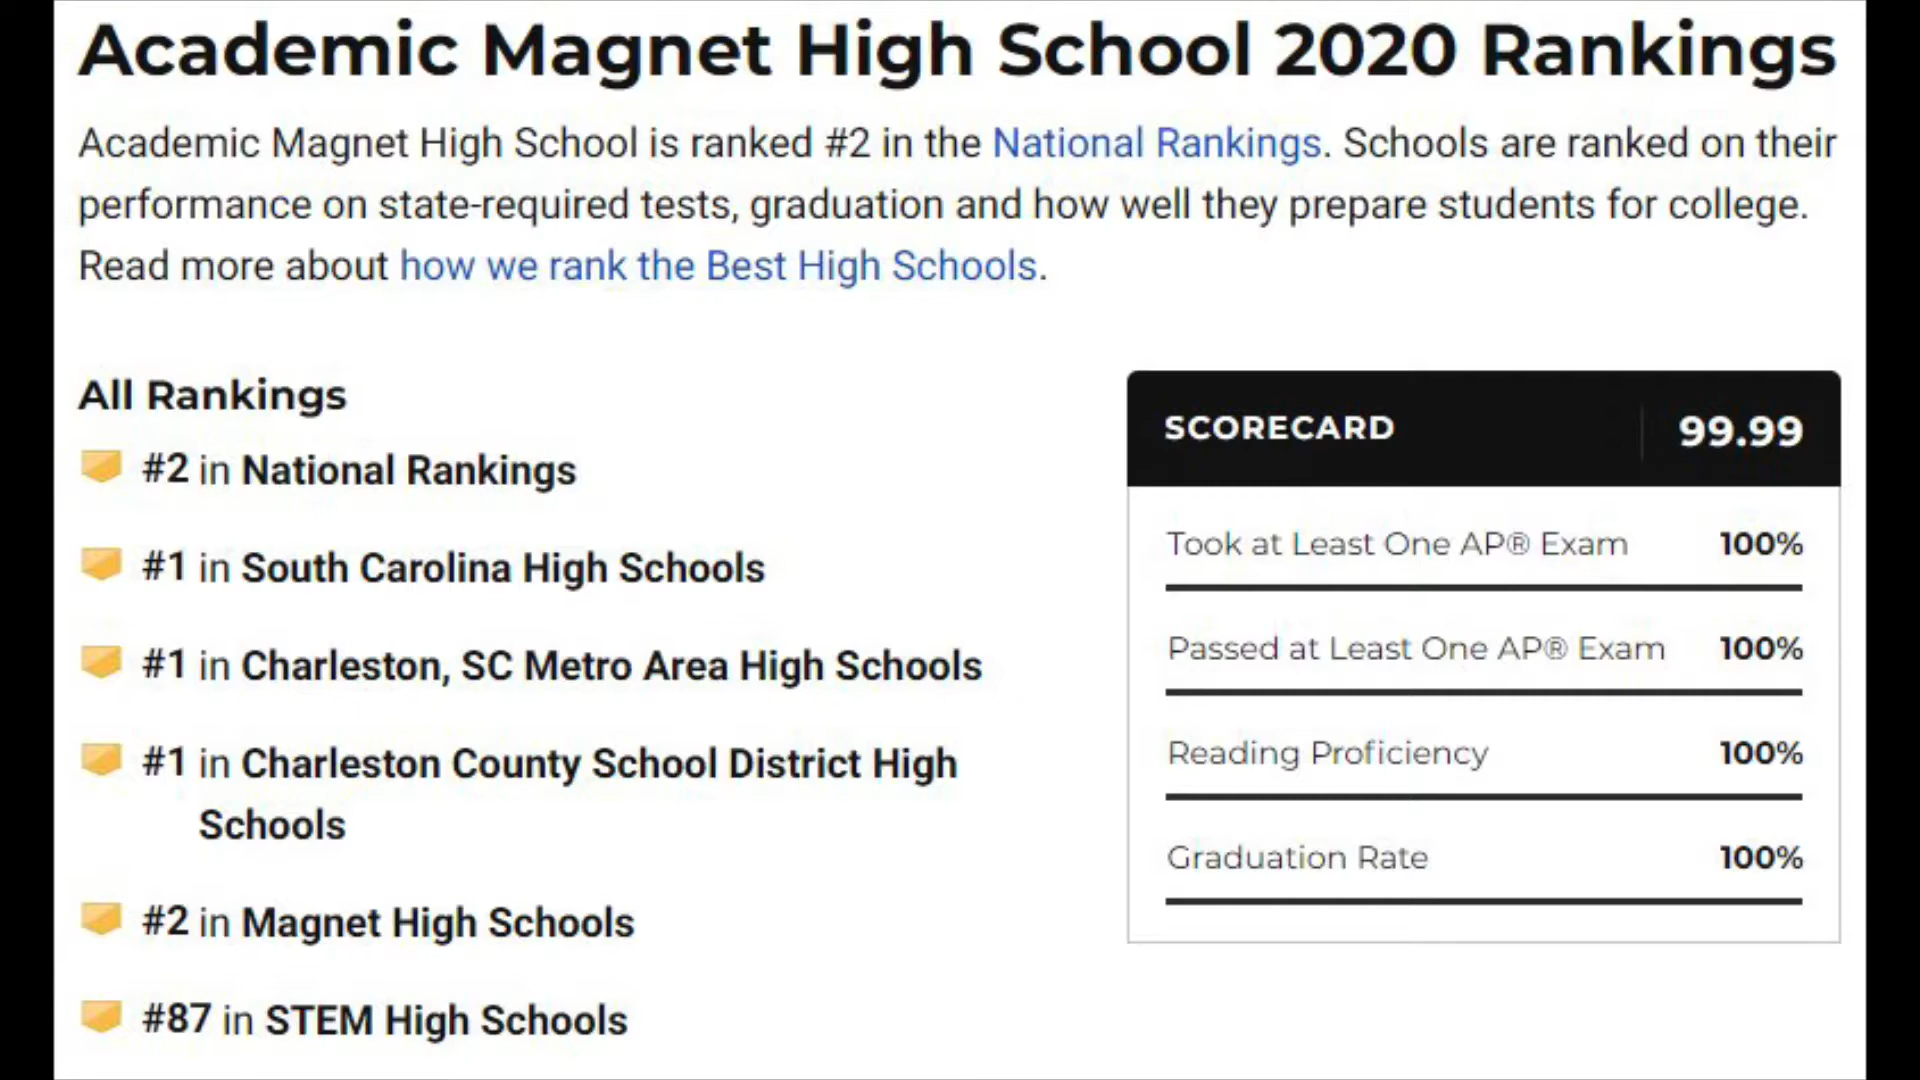 Academic Magnet High School 2020 Rankings
Academic Magnet High School is ranked #2 in the National Rankings. Schools are ranked on their
performance on state-required tests, graduation and how well they prepare students for college.
Read more about how we rank the Best High Schools.
All Rankings
#2 in National Rankings
#1 in South Carolina High Schools
#1 in Charleston, SC Metro Area High Schools
#1 in Charleston County School District High
Schools
#2 in Magnet High Schools
#87 in STEM High Schools
SCORECARD 99.99
Took at Least One AP® Exam 100%
Passed at Least One AP® Exam 100%
Reading Proficiency 100%
Graduation Rate 100%